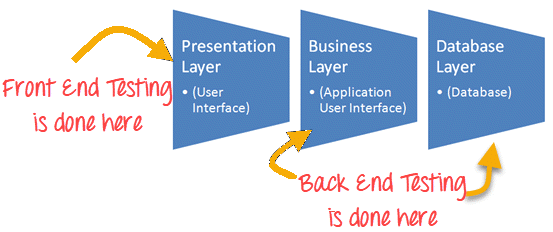 Presentation
Layer
• (User
Interface)
Business
Layer
• (Application
User Interface)
Database
Layer
• (Database)
Front End Testing
is done here
Back End Testing
is done here